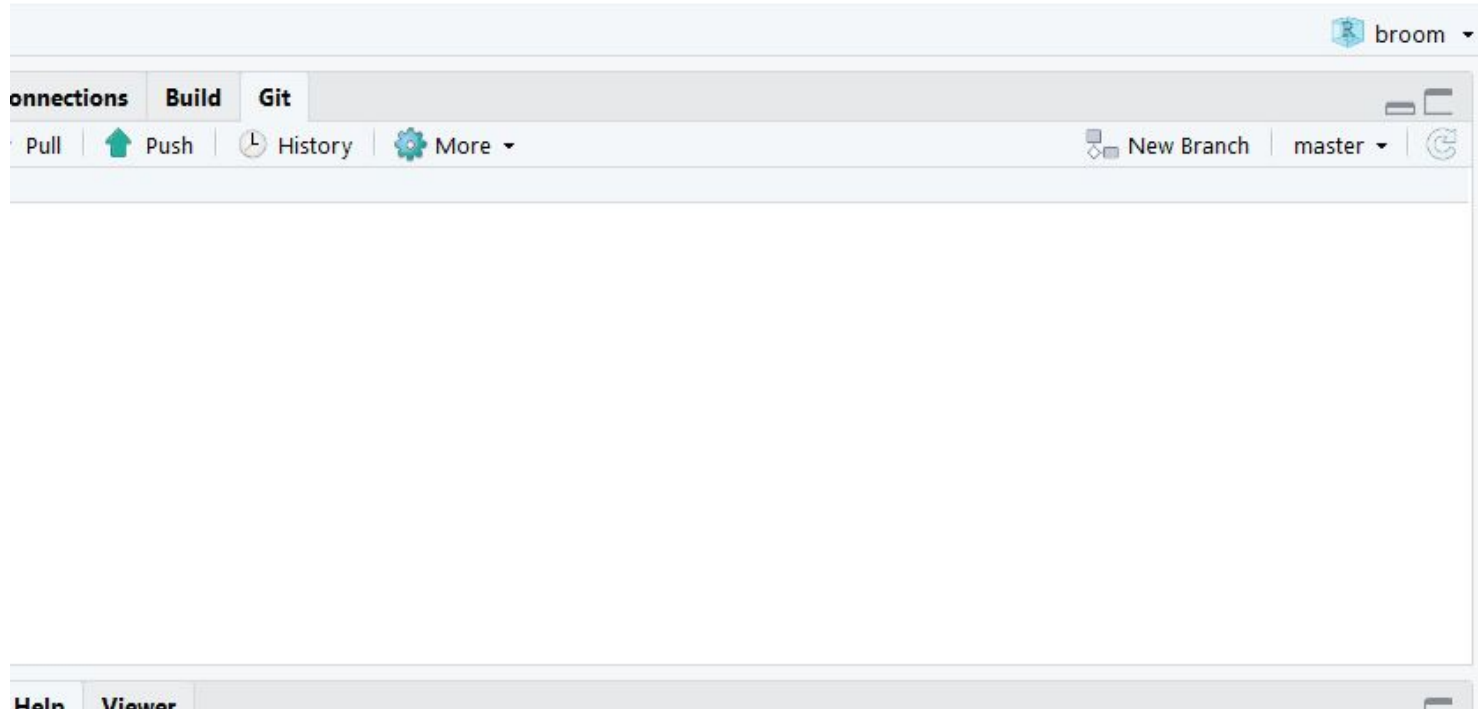 broom
onnections Build Git
Pull Push History More
New Branch master
Help Viewer